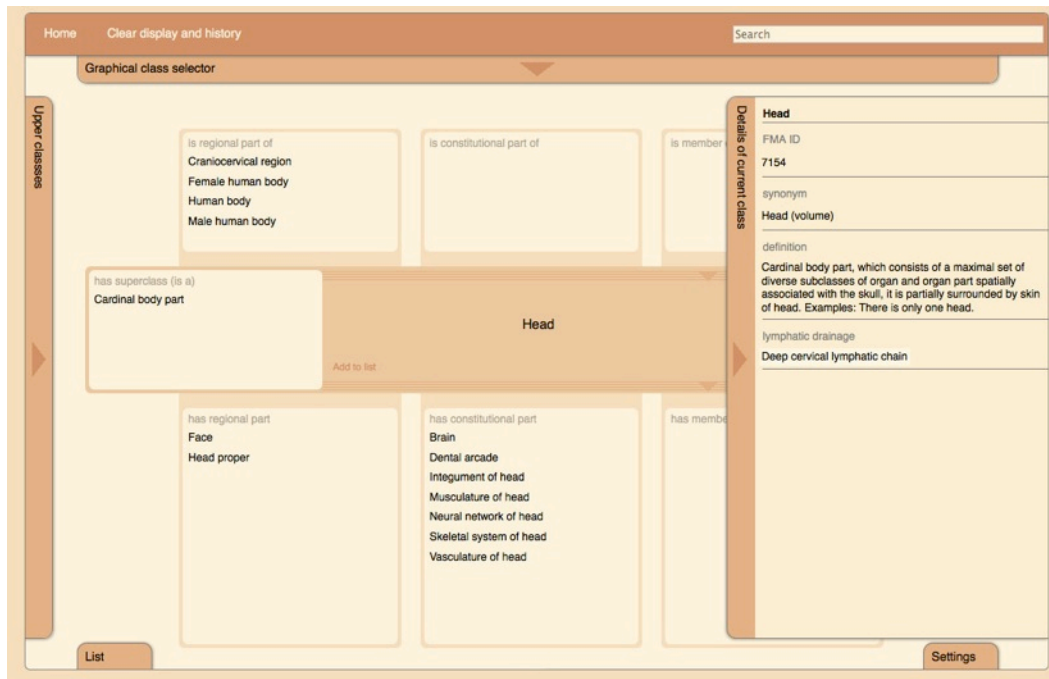 Home
Clear display and history
Search
Graphical class selector
Upper classses
is regional part of
Craniocervical region
Female human body
Human body
Male human body
is constitutional part of
is member
has superclass (is a)
Cardinal body part
Head
Add to list
has regional part
Face
Head proper
has constitutional part
Brain
Dental arcade
Integument of head
Musculature of head
Neural network of head
Skeletal system of head
Vasculature of head
has membe
Details of current class
Head
FMA ID
7154
synonym
Head (volume)
definition
Cardinal body part, which consists of a maximal set of
diverse subclasses of organ and organ part spatially
associated with the skull, it is partially surrounded by skin
of head. Examples: There is only one head.
lymphatic drainage
Deep cervical lymphatic chain
List
Settings